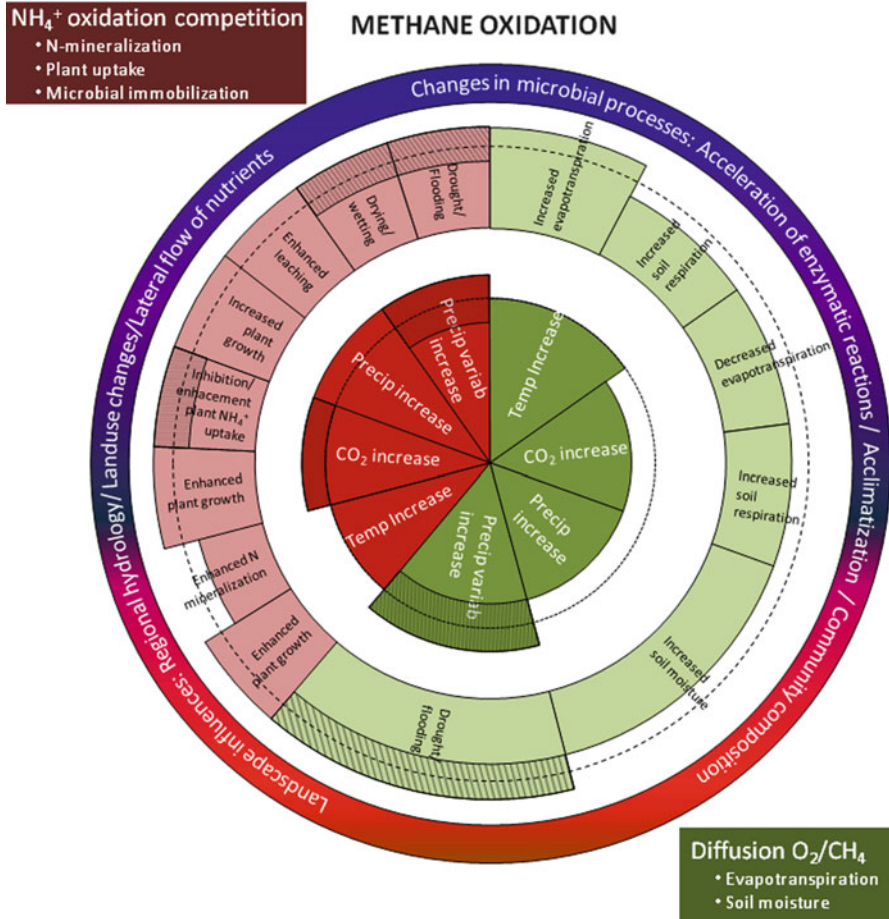 NH₄⁺ oxidation competition
• N-mineralization
• Plant uptake
• Microbial immobilization
METHANE OXIDATION
Changes in microbial processes: Acceleration of enzymatic reactions / Acclimatization / Community composition
Landscape influences: Regional hydrology/ Landuse changes/Lateral flow of nutrients
Increased
evapotranspiration
Increased
soil
respiration
Decreased
evapotranspiration
Increased
soil
respiration
Increased
soil moisture
Drought/
flooding
Enhanced
plant growth
Enhanced N
mineralization
Enhanced
plant growth
Inhibition/
enhacement
plant NH₄⁺
uptake
Increased
plant
growth
Enhanced
leaching
Drying/
wetting
Drought/
Flooding
Temp Increase
CO₂ increase
Precip
increase
Precip variab
increase
Temp Increase
CO₂ increase
Precip increase
Precip variab
increase
Diffusion O₂/CH₄
• Evapotranspiration
• Soil moisture